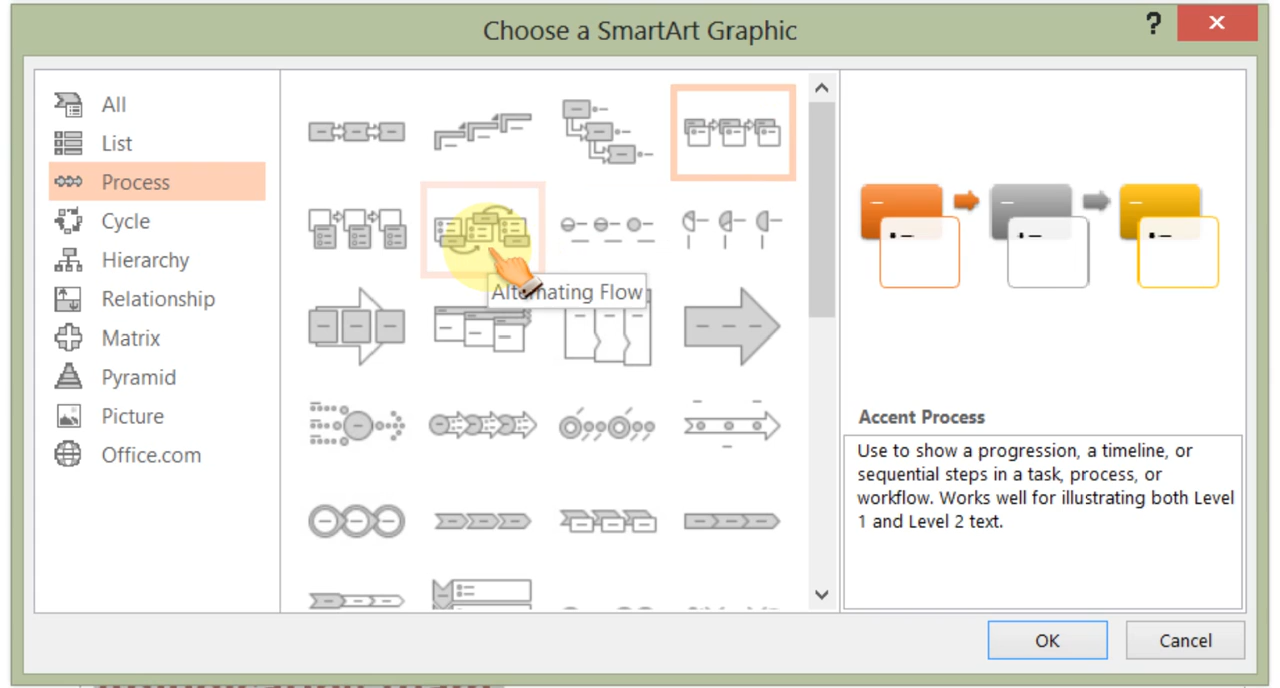 Choose a SmartArt Graphic
?
All
List
Process
Cycle
Hierarchy
Relationship
Matrix
Pyramid
Picture
Office.com
Alternating Flow
Accent Process
Use to show a progression, a timeline, or
sequential steps in a task, process, or
workflow. Works well for illustrating both Level
1 and Level 2 text.
OK
Cancel